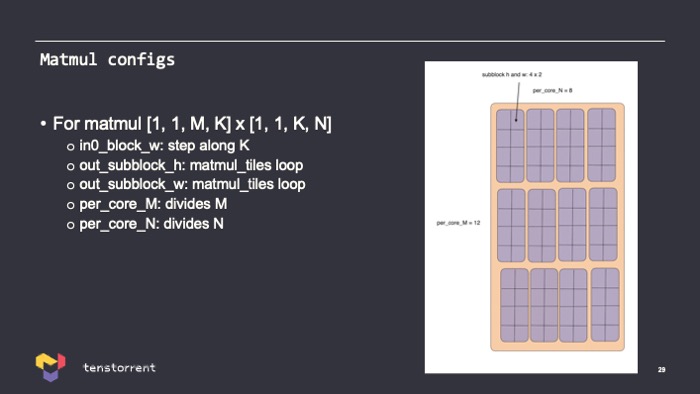 Matmul configs
• For matmul [1, 1, M, K] x [1, 1, K, N]
o in0_block_w: step along K
o out_subblock_h: matmul_tiles loop
o out_subblock_w: matmul_tiles loop
o per_core_M: divides M
o per_core_N: divides N
subblock h and w: 4 x 2
per_core_N = 8
per_core_M = 12
tenstorrent
29